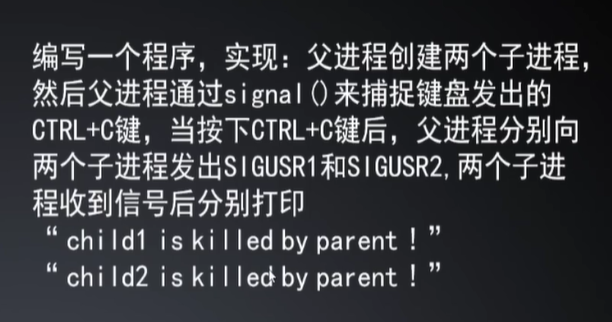 编写一个程序，实现：父进程创建两个子进程，
然后父进程通过signal()来捕捉键盘发出的
CTRL+C键，当按下CTRL+C键后，父进程分别向
两个子进程发出SIGUSR1和SIGUSR2,两个子进
程收到信号后分别打印
“child1 is killed by parent！”
“child2 is killed by parent！”